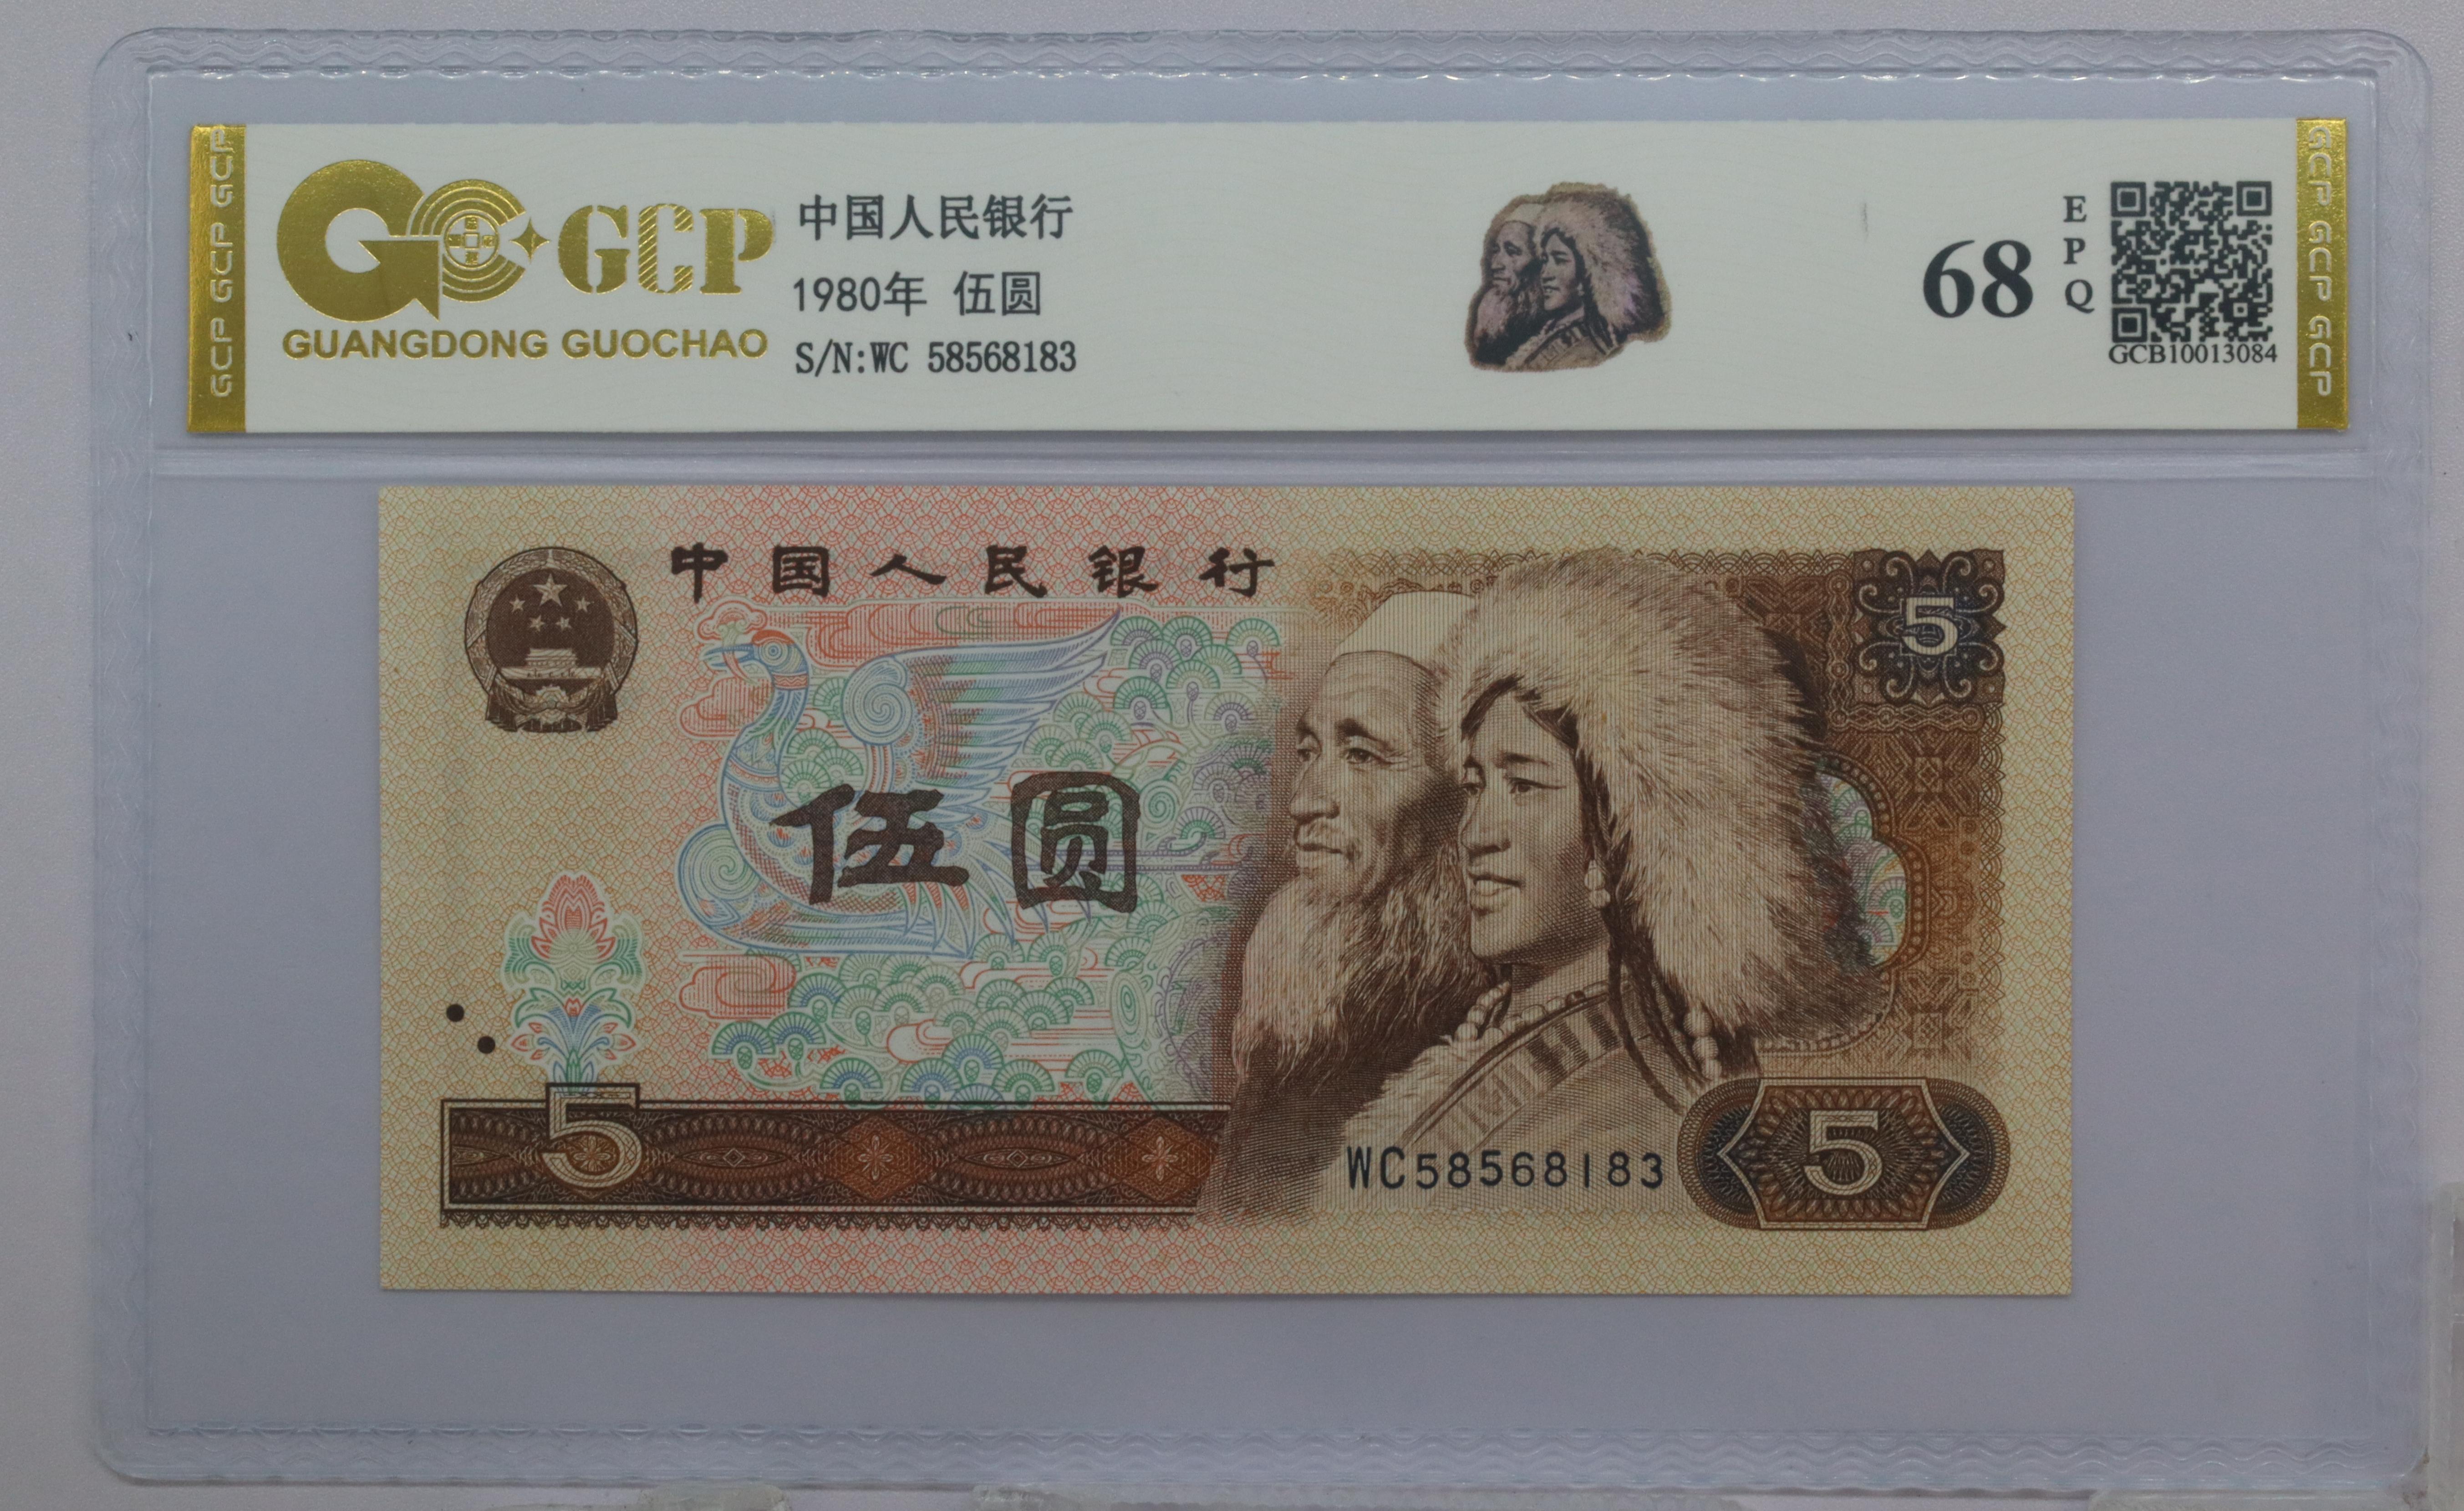 GCP GCP GCP
GCP
GUANGDONG GUOCHAO
中国人民银行
1980年 伍圆
S/N:WC 58568183
68
E
P
Q
GCB10013084
GCP GCP GCP
中国人民银行
5
伍圆
5
WC58568183
5